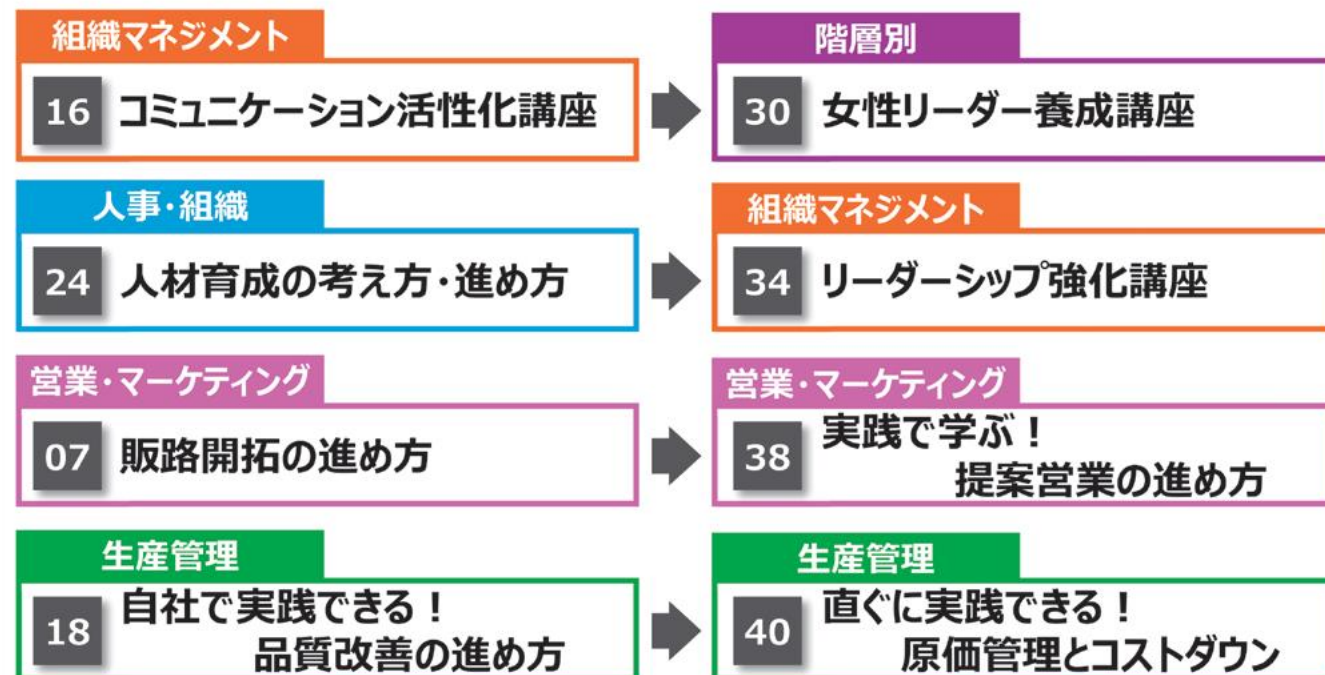 組織マネジメント
16 コミュニケーション活性化講座
階層別
30 女性リーダー養成講座
人事・組織
24 人材育成の考え方・進め方
組織マネジメント
34 リーダーシップ強化講座
営業・マーケティング
07 販路開拓の進め方
営業・マーケティング
38 実践で学ぶ！
提案営業の進め方
生産管理
18 自社で実践できる！
品質改善の進め方
生産管理
40 直ぐに実践できる！
原価管理とコストダウン